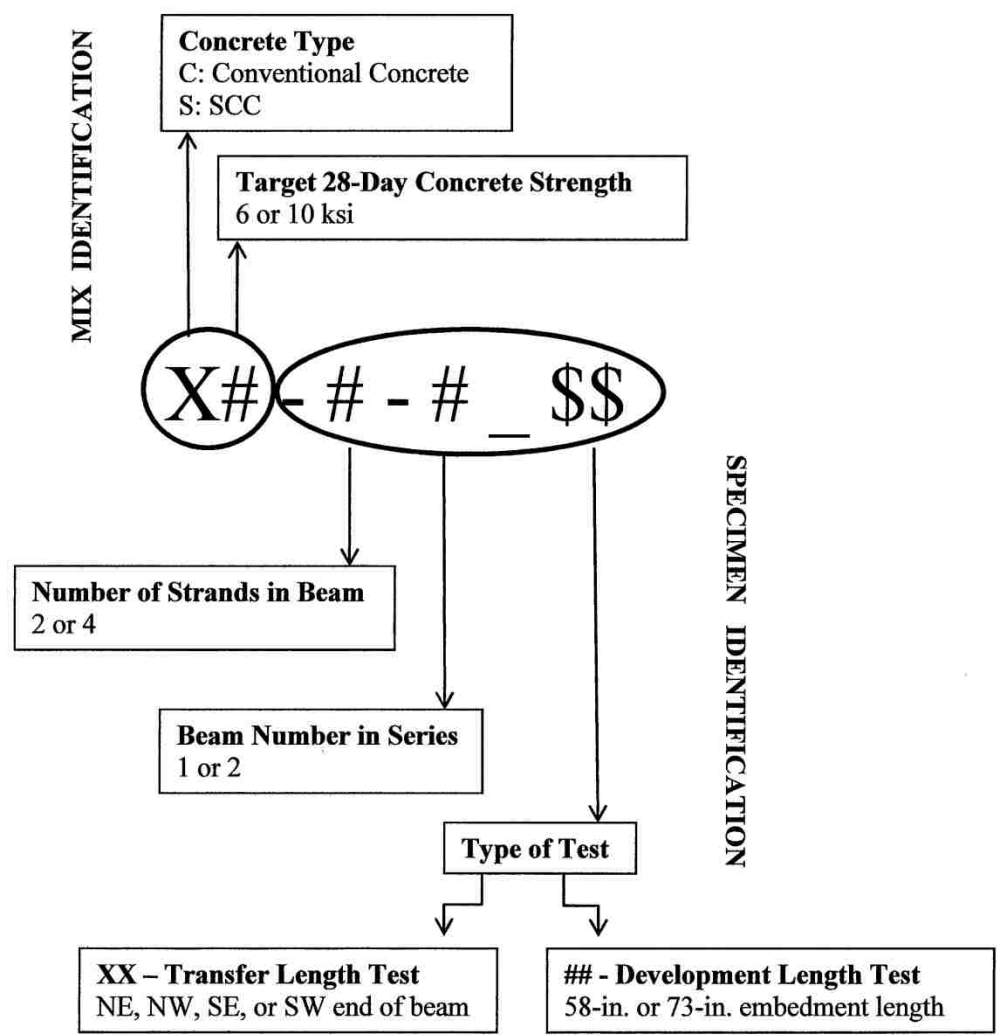 Concrete Type
C: Conventional Concrete
S: SCC
MIX IDENTIFICATION
Target 28-Day Concrete Strength
6 or 10 ksi
X# - # - # _ $$
SPECIMEN IDENTIFICATION
Number of Strands in Beam
2 or 4
Beam Number in Series
1 or 2
Type of Test
XX – Transfer Length Test
NE, NW, SE, or SW end of beam
## - Development Length Test
58-in. or 73-in. embedment length